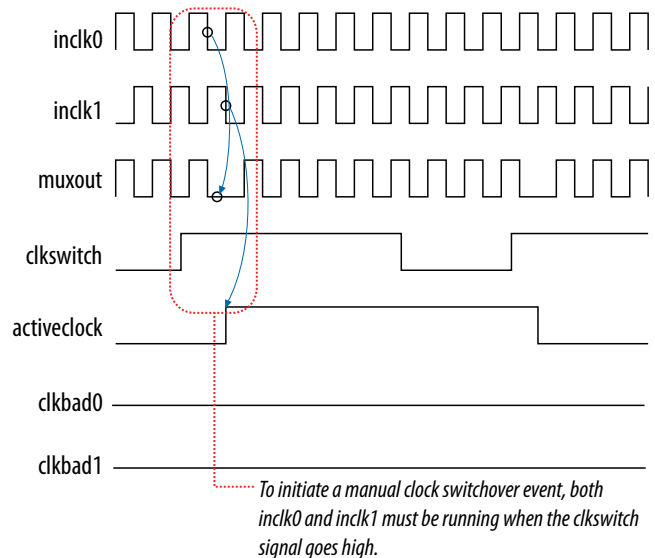 inclk0
inclk1
muxout
clkswitch
activeclock
clkbad0
clkbad1
To initiate a manual clock switchover event, both
inclk0 and inclk1 must be running when the clkswitch
signal goes high.